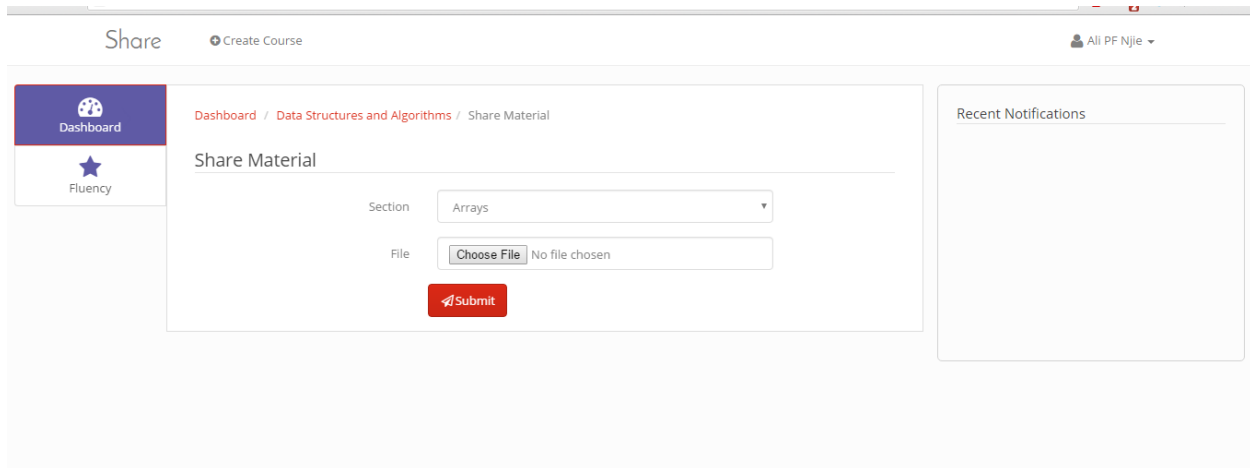 Share Create Course Ali PF Njie
Dashboard
Fluency
Dashboard / Data Structures and Algorithms / Share Material
Share Material
Section Arrays
File Choose File No file chosen
Submit
Recent Notifications